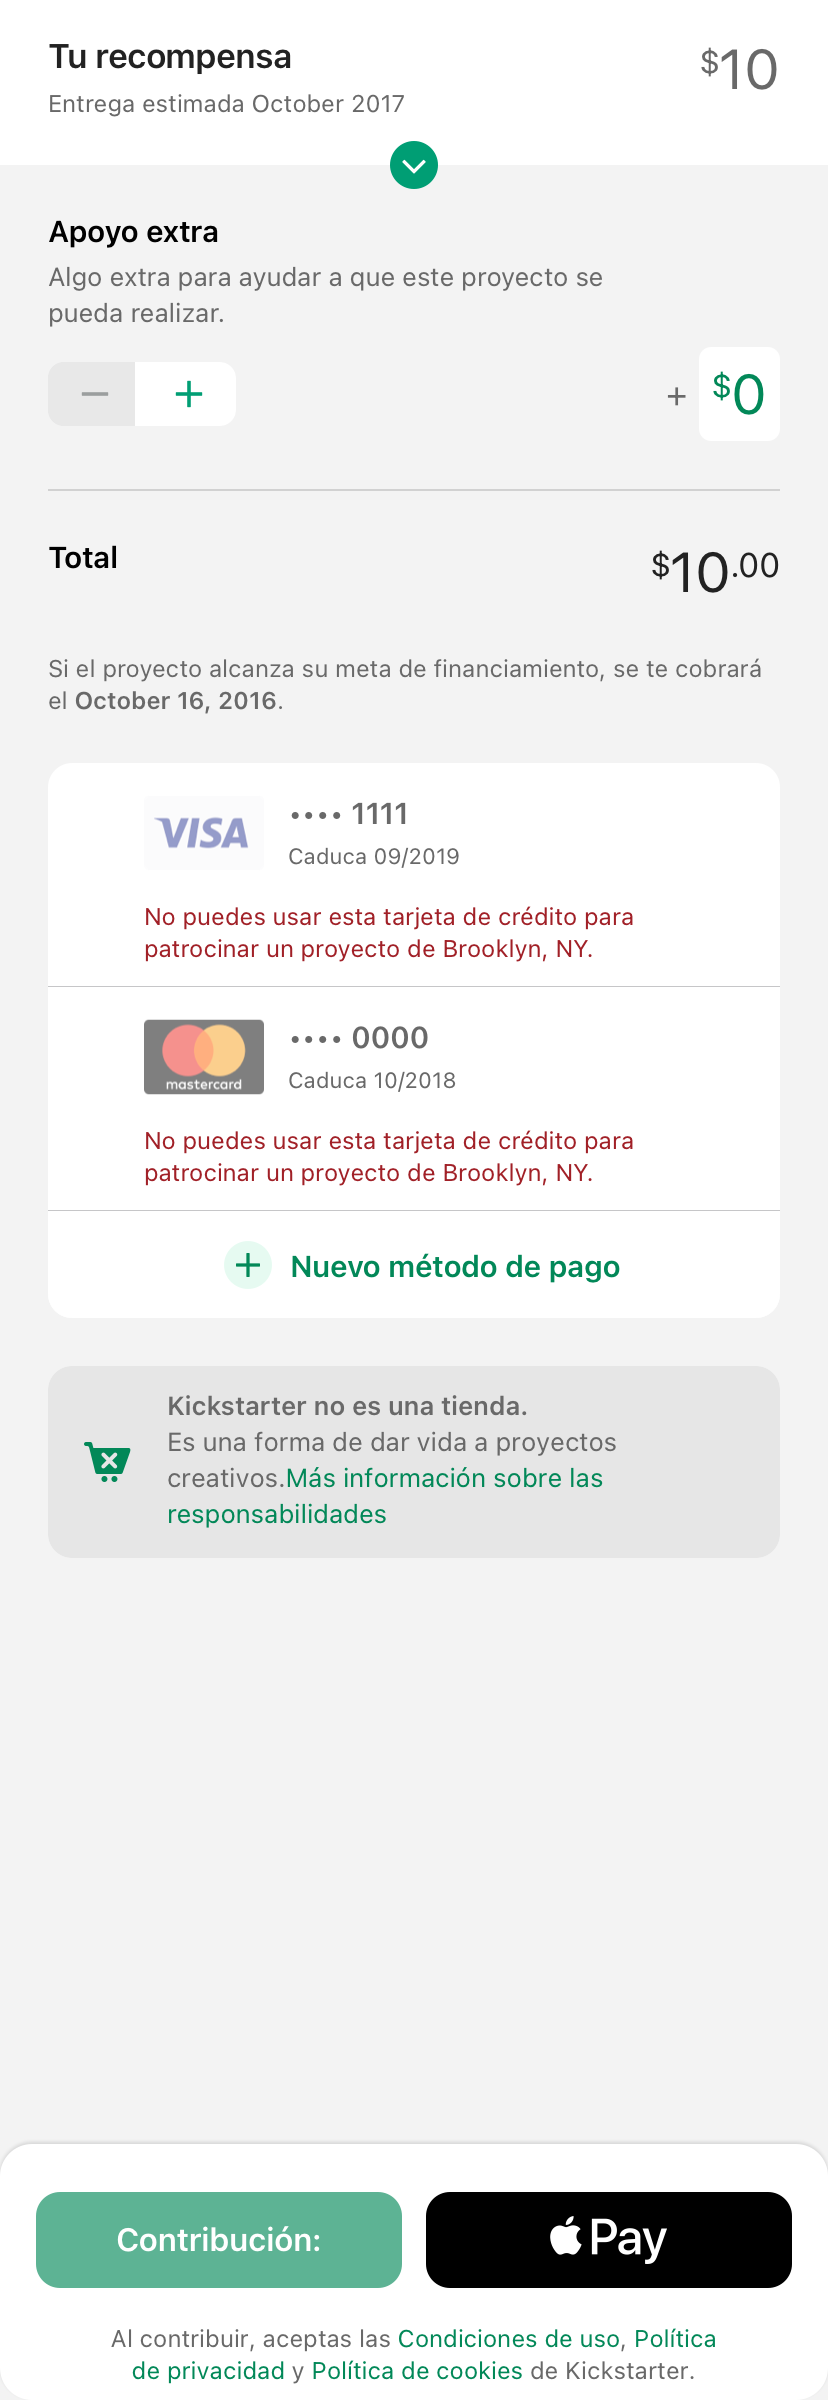 Tu recompensa
$10
Entrega estimada October 2017
Apoyo extra
Algo extra para ayudar a que este proyecto se
pueda realizar.
+ $0
Total
$10.00
Si el proyecto alcanza su meta de financiamiento, se te cobrará
el October 16, 2016.
VISA
•••• 1111
Caduca 09/2019
No puedes usar esta tarjeta de crédito para
patrocinar un proyecto de Brooklyn, NY.
mastercard
•••• 0000
Caduca 10/2018
No puedes usar esta tarjeta de crédito para
patrocinar un proyecto de Brooklyn, NY.
Nuevo método de pago
Kickstarter no es una tienda.
Es una forma de dar vida a proyectos
creativos.Más información sobre las
responsabilidades
Contribución:
Pay
Al contribuir, aceptas las Condiciones de uso, Política
de privacidad y Política de cookies de Kickstarter.